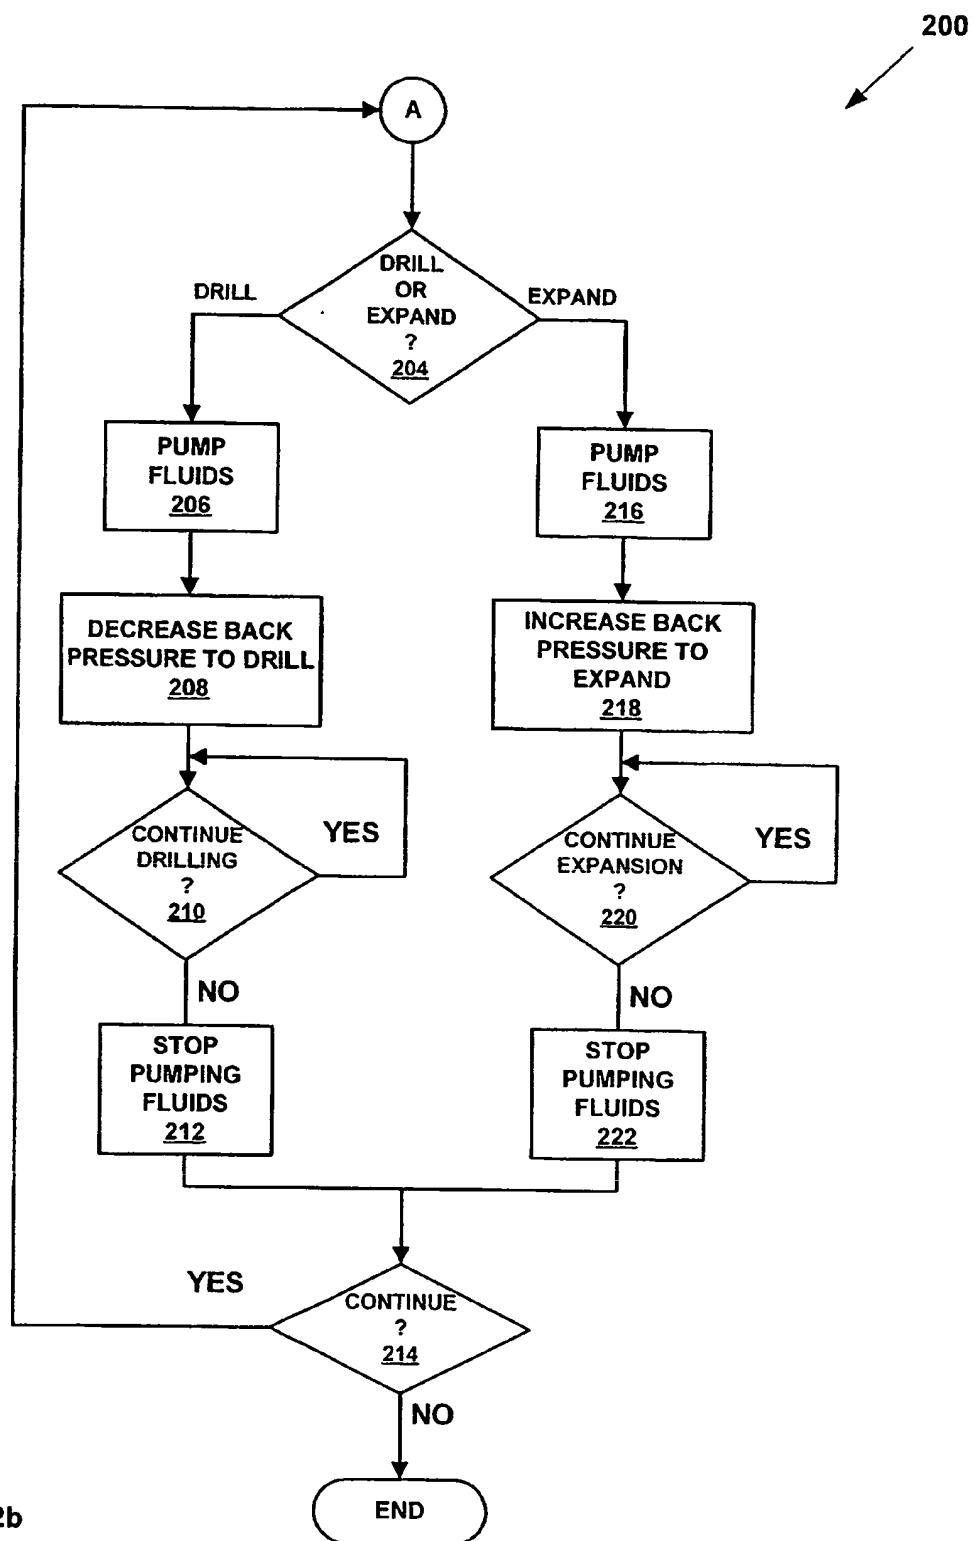 200
A
DRILL
OR
EXPAND
?
204
DRILL
EXPAND
PUMP
FLUIDS
206
PUMP
FLUIDS
216
DECREASE BACK
PRESSURE TO DRILL
208
INCREASE BACK
PRESSURE TO
EXPAND
218
CONTINUE
DRILLING
?
210
YES
CONTINUE
EXPANSION
?
220
YES
NO
NO
STOP
PUMPING
FLUIDS
212
STOP
PUMPING
FLUIDS
222
YES
CONTINUE
?
214
NO
END
2b